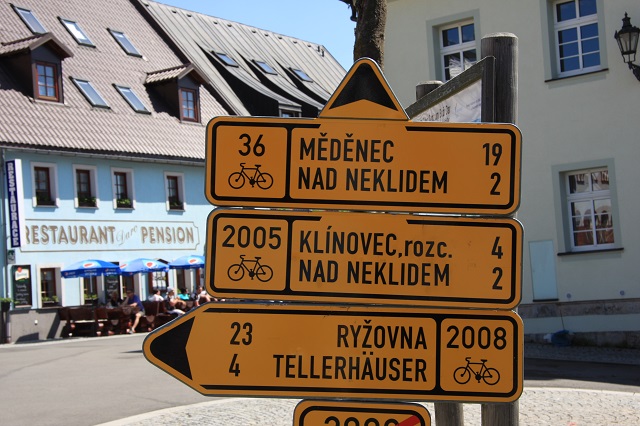 36 MĚDĚNEC 19
NAD NEKLIDEM 2
2005 KLÍNOVEC,rozc. 4
NAD NEKLIDEM 2
23 RYŽOVNA 2008
4 TELLERHÄUSER
RESTAURANT
RESTAURANT PENSION